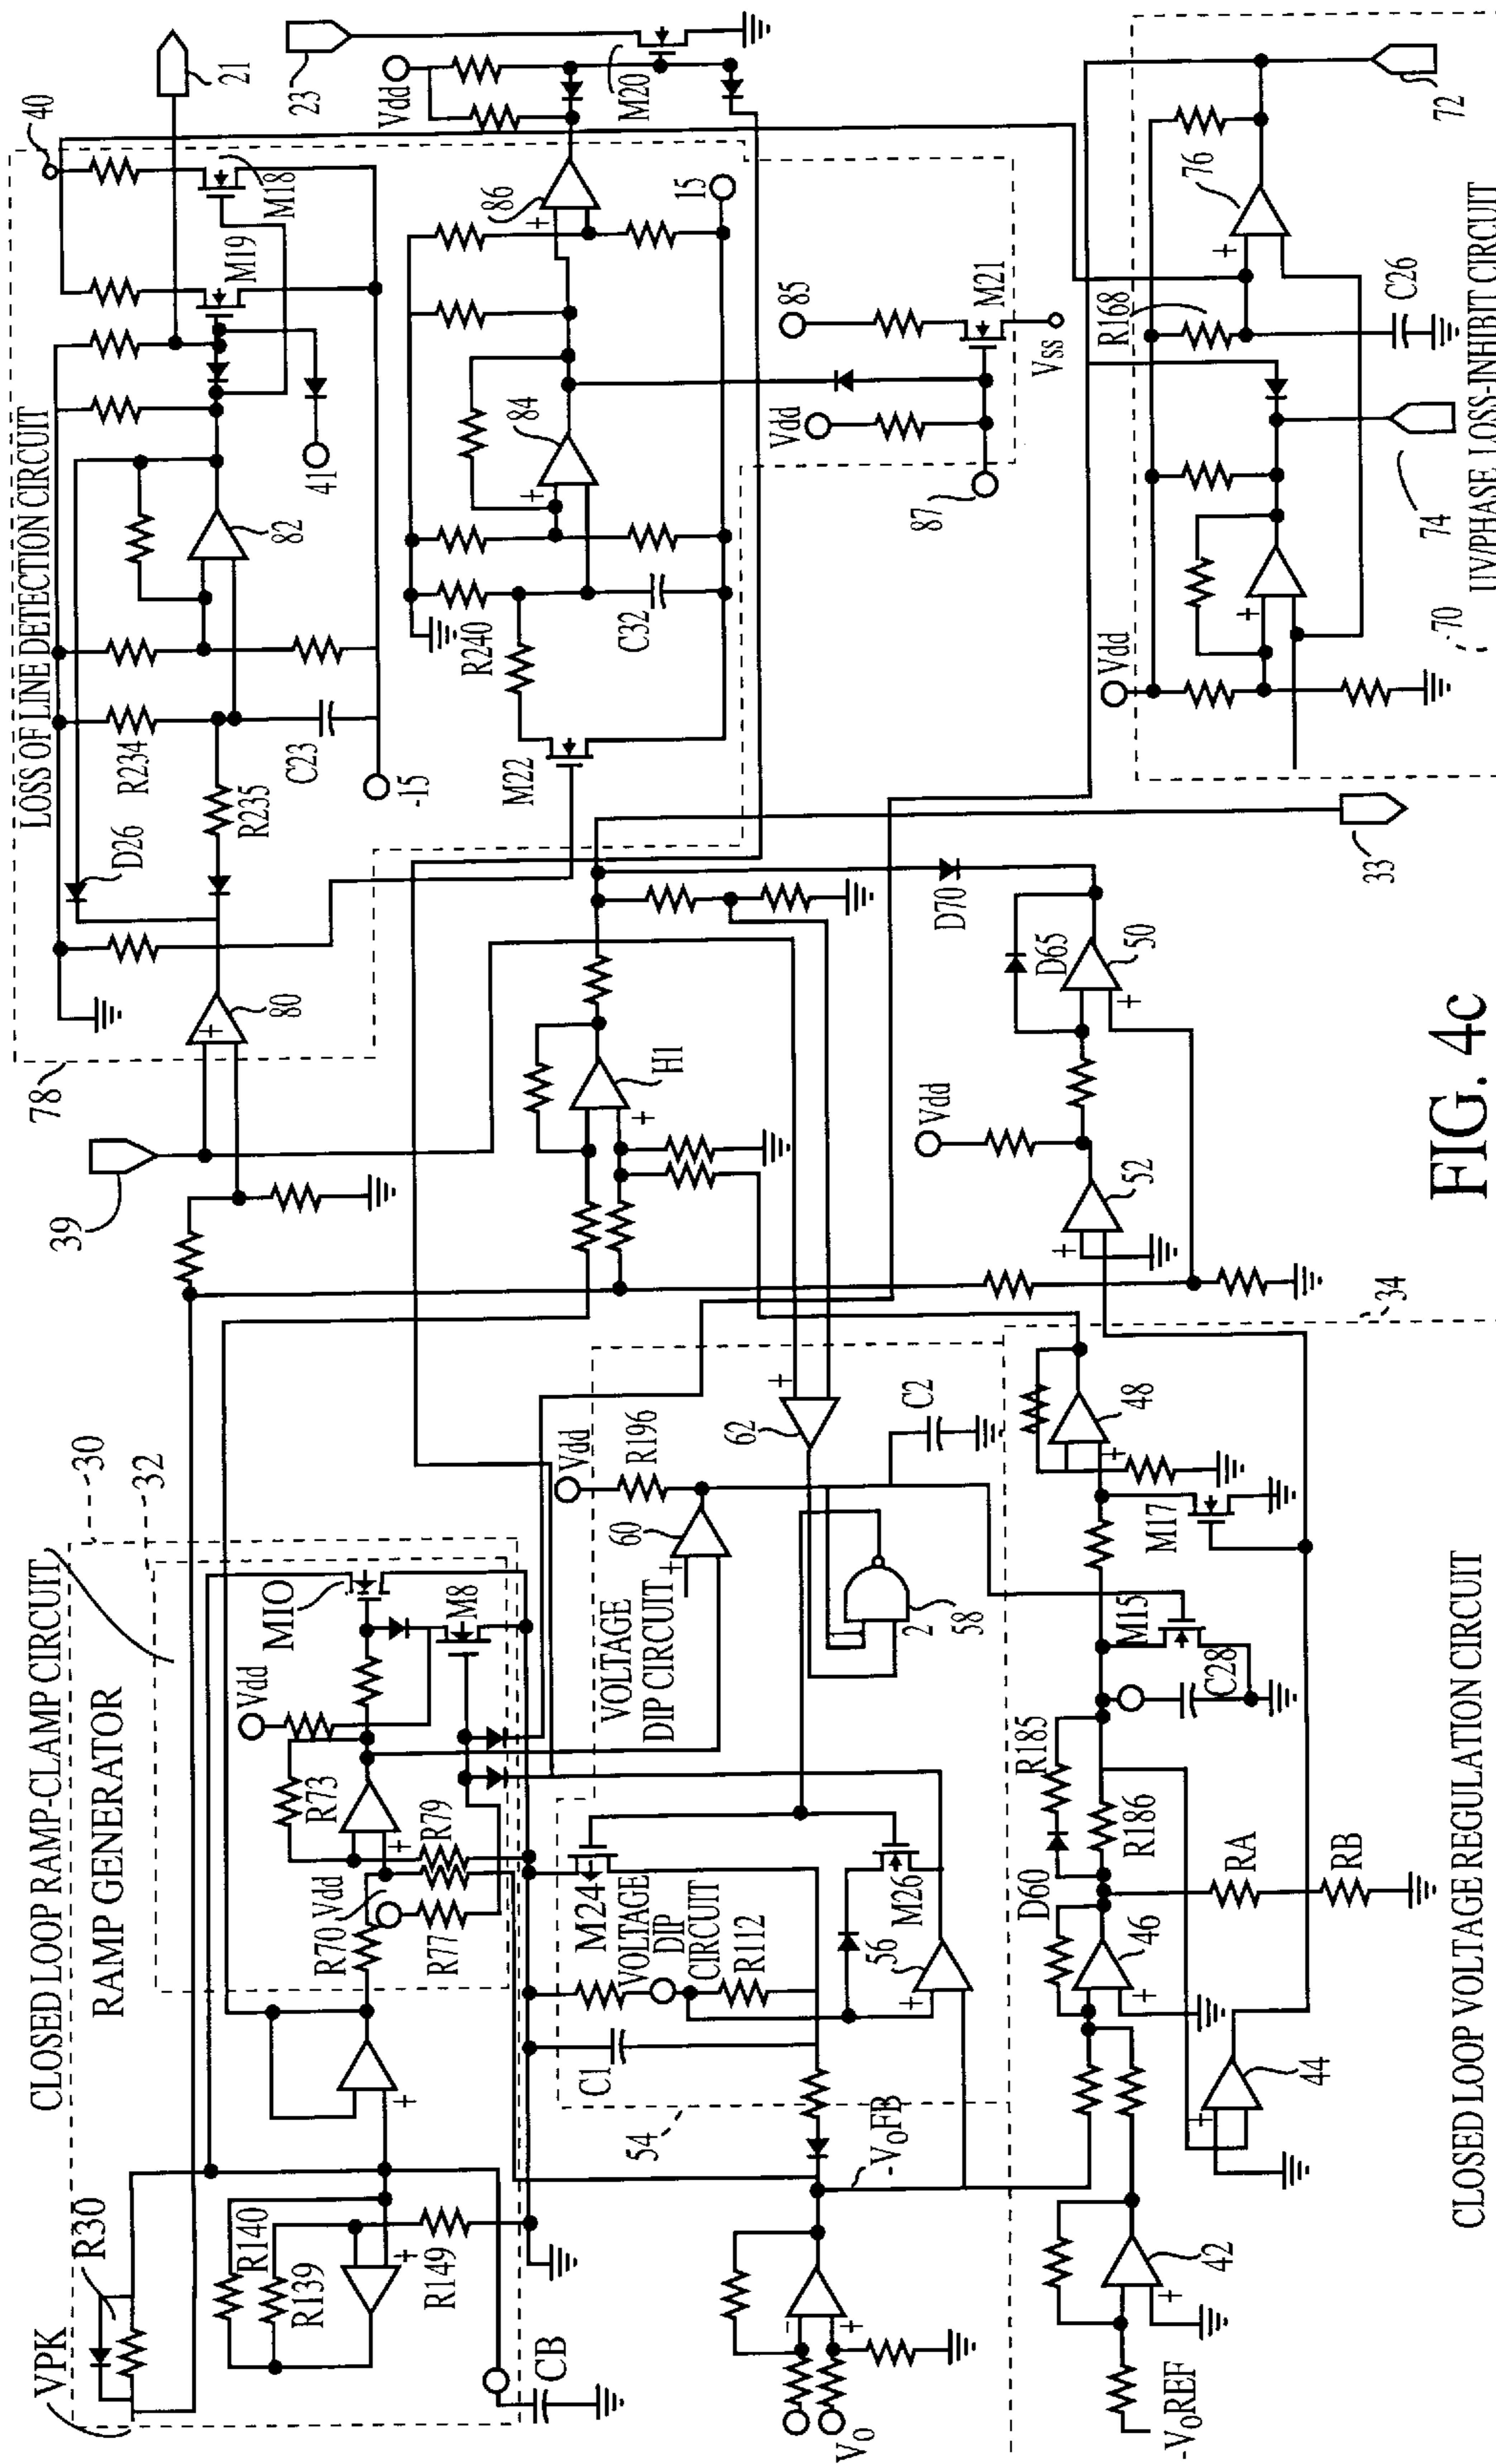 CLOSED LOOP RAMP-CLAMP CIRCUIT
30
32
RAMP GENERATOR
VPK
R30
R140
R139
R149
CB
MIO
Vdd
M8
R73
R79
R70
Vdd
R77
39
78
LOSS OF LINE DETECTION CIRCUIT
D26
R234
R235
C23
-15
80
+
82
41
M19
M18
40
21
23
Vdd
M20
M22
R240
C32
84
+
86
+
15
85
Vdd
M21
Vss
87
H1
+
33
D70
D65
50
+
Vdd
52
+
34
VOLTAGE
DIP CIRCUIT
60
+
Vdd
R196
62
+
C2
1
2
58
M24
VOLTAGE
DIP
CIRCUIT
R112
M26
56
+
C1
54
-VoFB
Vo
-
+
-VoREF
42
+
44
+
46
+
D60
R185
R186
RA
RB
C28
M15
M17
48
+
CLOSED LOOP VOLTAGE REGULATION CIRCUIT
Vdd
+
R168
C26
76
+
70
74
72
UV/PHASE LOSS-INHIBIT CIRCUIT
FIG. 4c